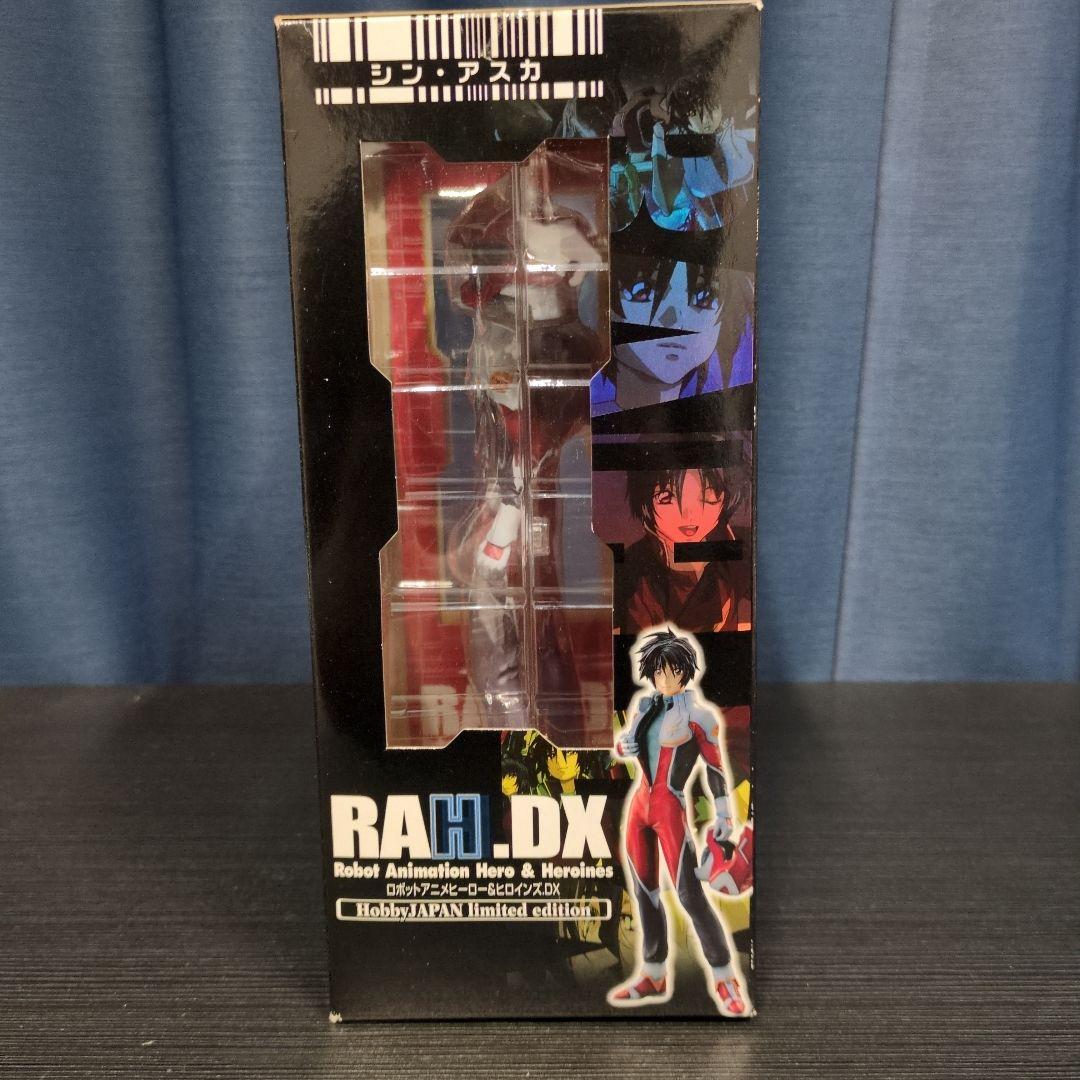 シン・アスカ
RAH.DX
Robot Animation Hero & Heroines
ロボットアニメヒーロー&ヒロインズ.DX
HobbyJAPAN limited edition